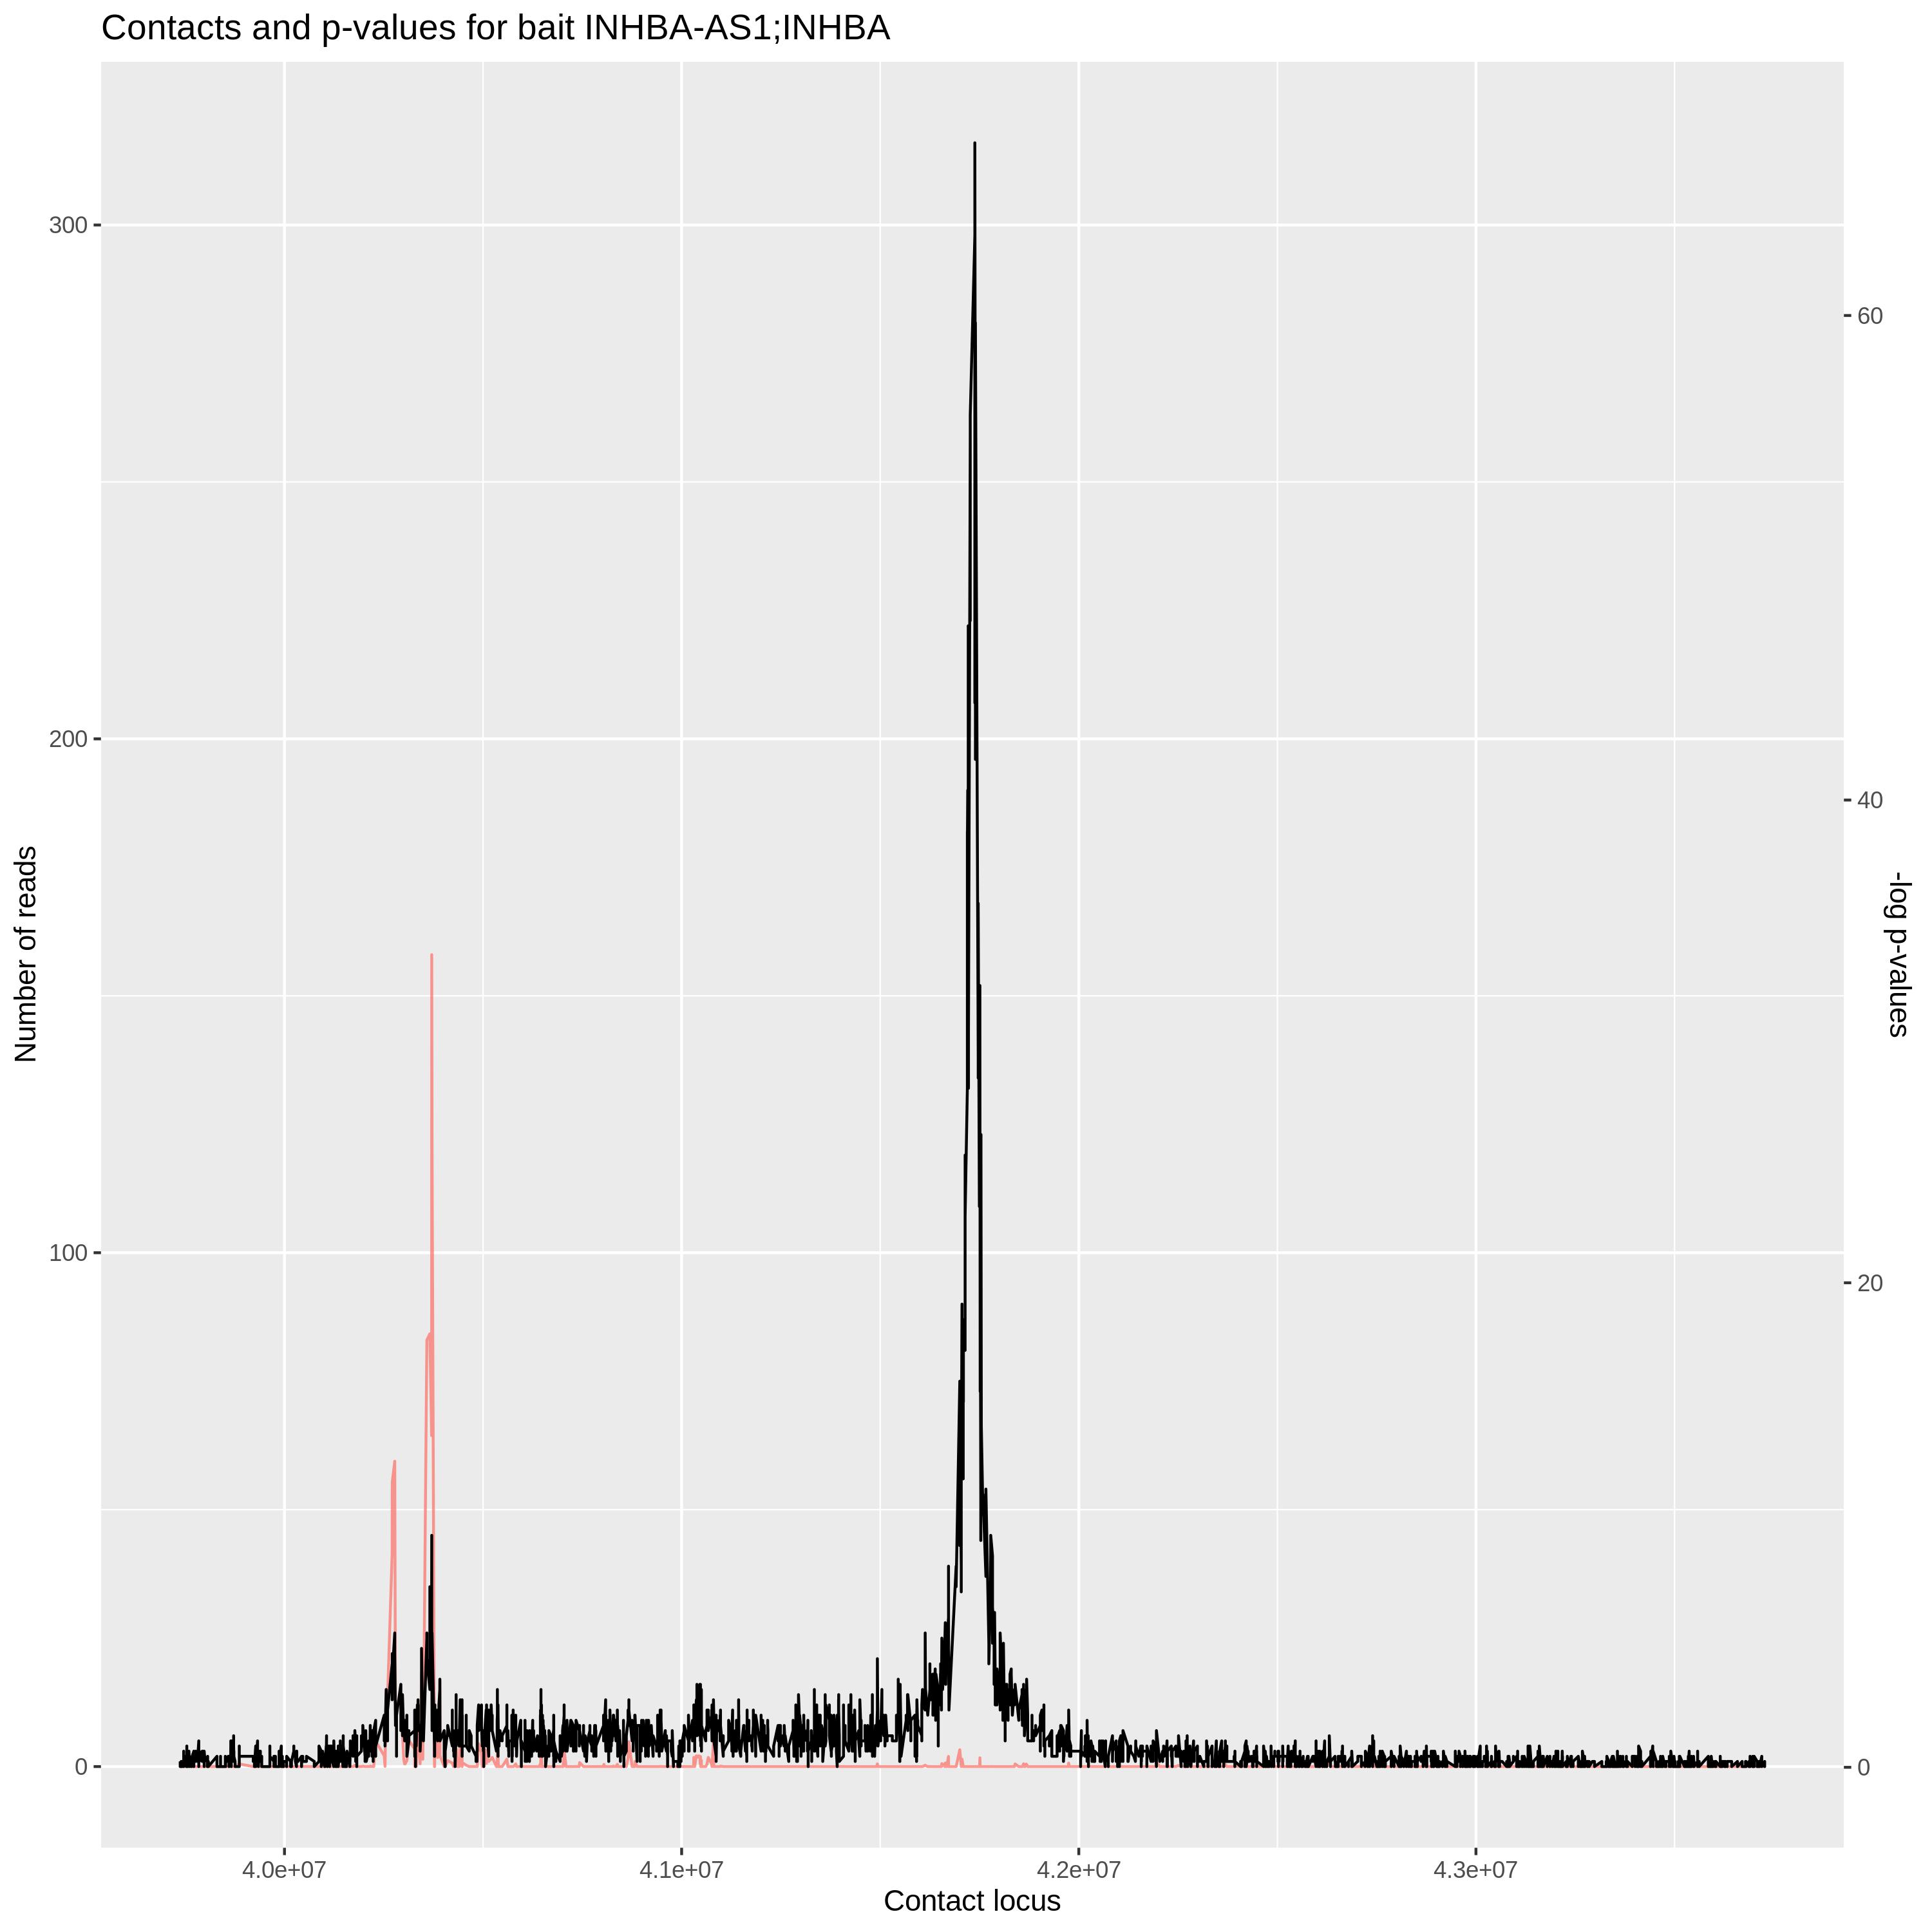 Contacts and p-values for bait INHBA-AS1;INHBA
300
200
100
0
Number of reads
60
40
20
0
-log p-values
4.0e+07
4.1e+07
4.2e+07
4.3e+07
Contact locus